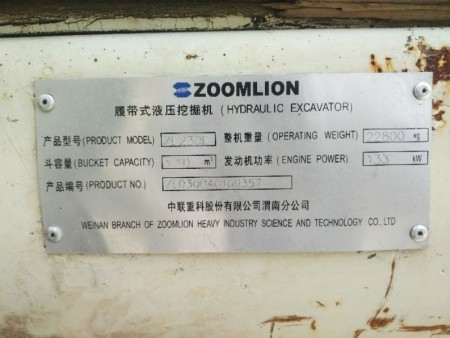 ZOOMLION
履带式液压挖掘机 (HYDRAULIC EXCAVATOR)
产品型号(PRODUCT MODEL) 整机重量 (OPERATING WEIGHT) 22800 kg
斗容量(BUCKET CAPACITY) m³ 发动机功率(ENGINE POWER) 133 kW
产品编号(PRODUCT NO.)
中联重科股份有限公司渭南分公司
WEINAN BRANCH OF ZOOMLION HEAVY INDUSTRY SCIENCE AND TECHNOLOGY CO., LTD